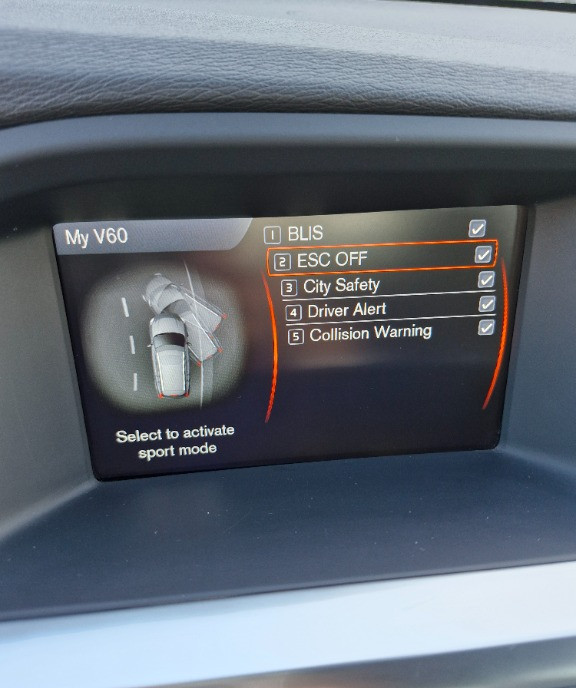 My V60
1 BLIS
2 ESC OFF
3 City Safety
4 Driver Alert
5 Collision Warning
Select to activate
sport mode